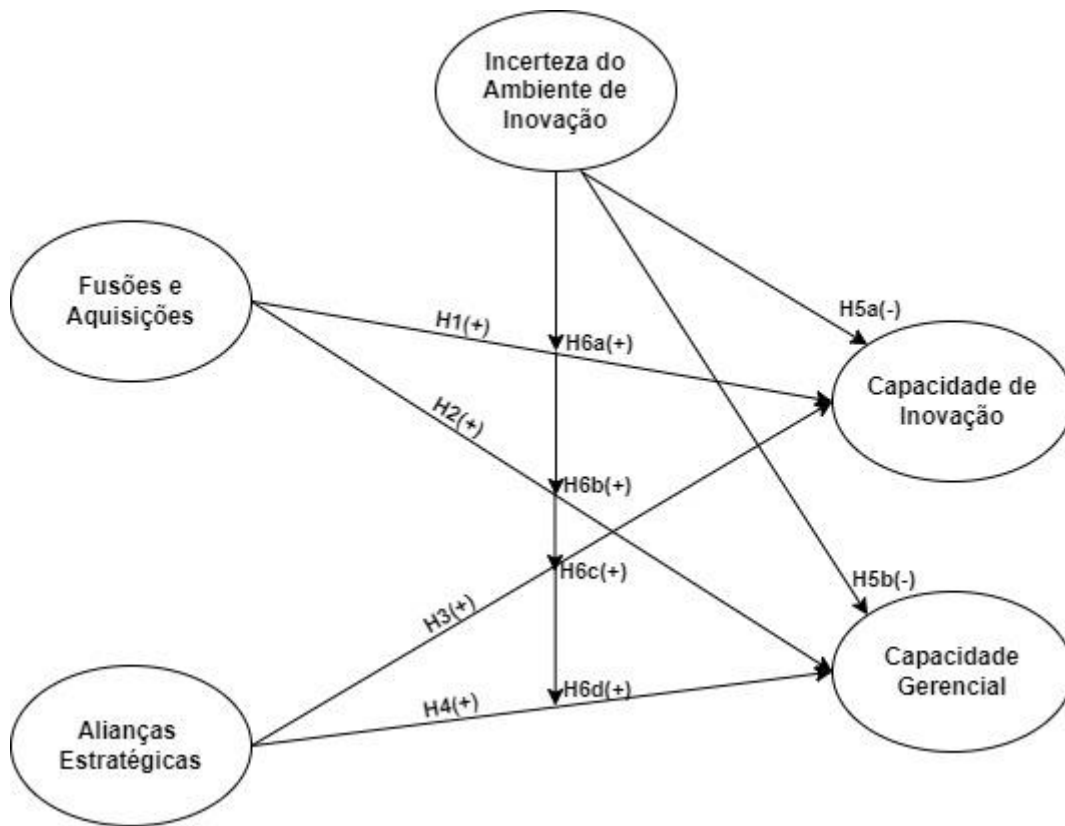 Incerteza do
Ambiente de
Inovação
Fusões e
Aquisições
H1(+)
H6a(+)
H5a(-)
Capacidade de
Inovação
H2(+)
H6b(+)
H6c(+)
H5b(-)
H3(+)
Capacidade
Gerencial
H6d(+)
H4(+)
Alianças
Estratégicas